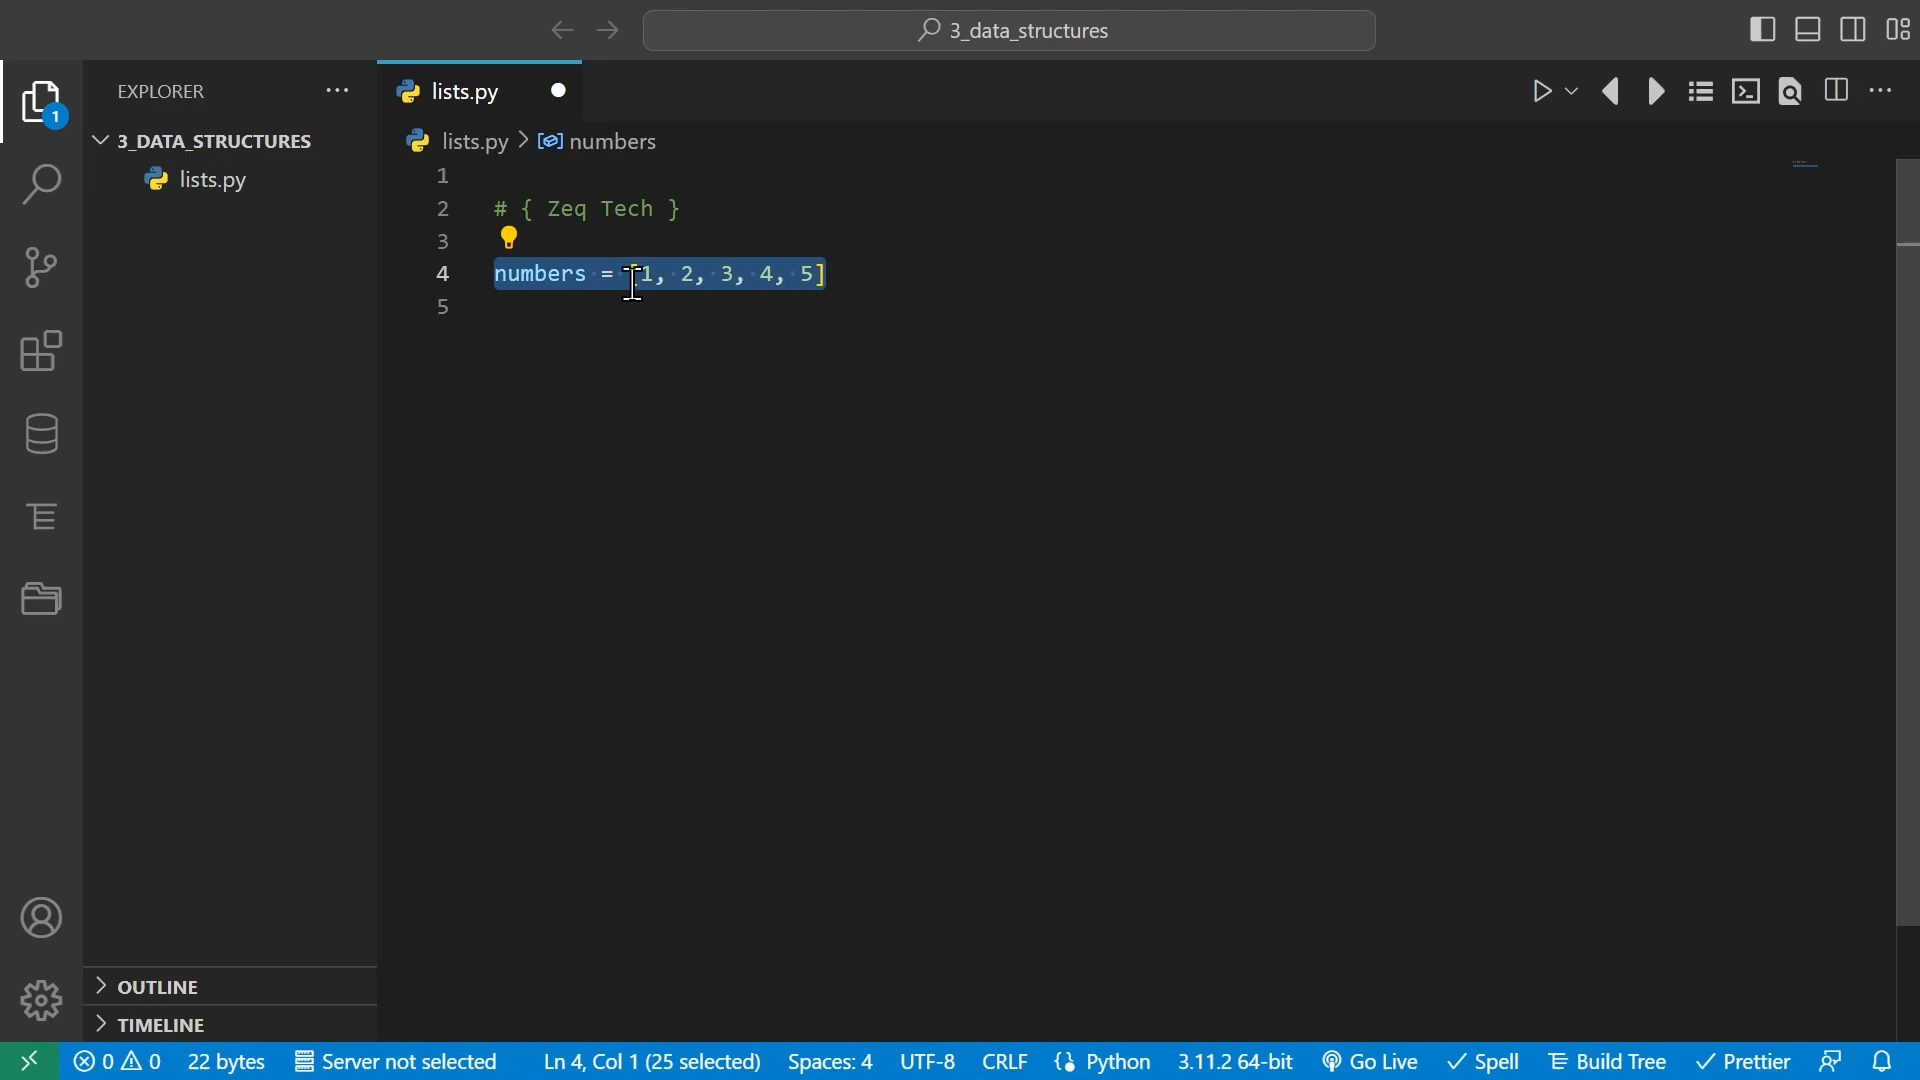 3_data_structures
EXPLORER
lists.py
1
3_DATA_STRUCTURES
lists.py
lists.py > numbers
1
2 # { Zeq Tech }
3
4 numbers = [1, 2, 3, 4, 5]
5
OUTLINE
TIMELINE
0 0 22 bytes Server not selected Ln 4, Col 1 (25 selected) Spaces: 4 UTF-8 CRLF Python 3.11.2 64-bit Go Live Spell Build Tree Prettier